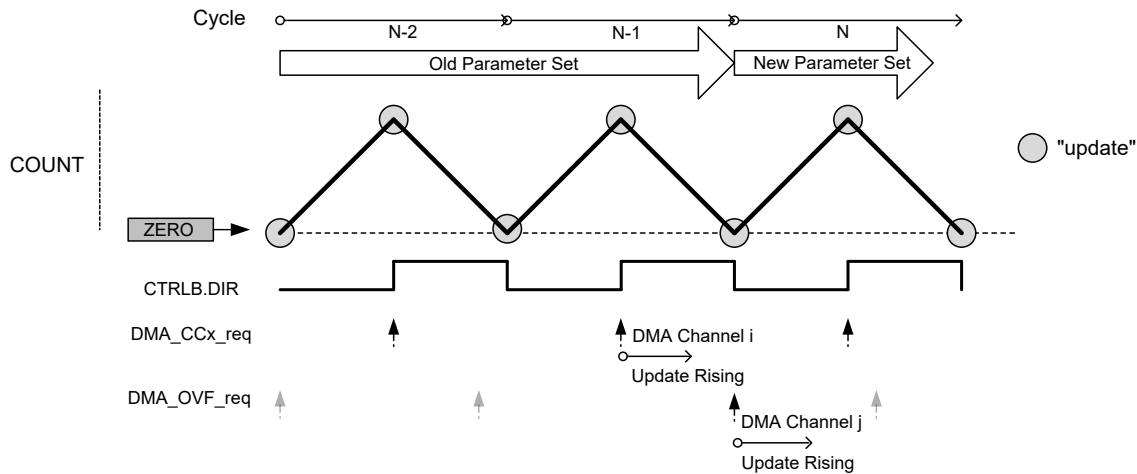 Cycle
N-2
N-1
N
Old Parameter Set
New Parameter Set
COUNT
"update"
ZERO
CTRLB.DIR
DMA_CCx_req
DMA Channel i
Update Rising
DMA_OVF_req
DMA Channel j
Update Rising